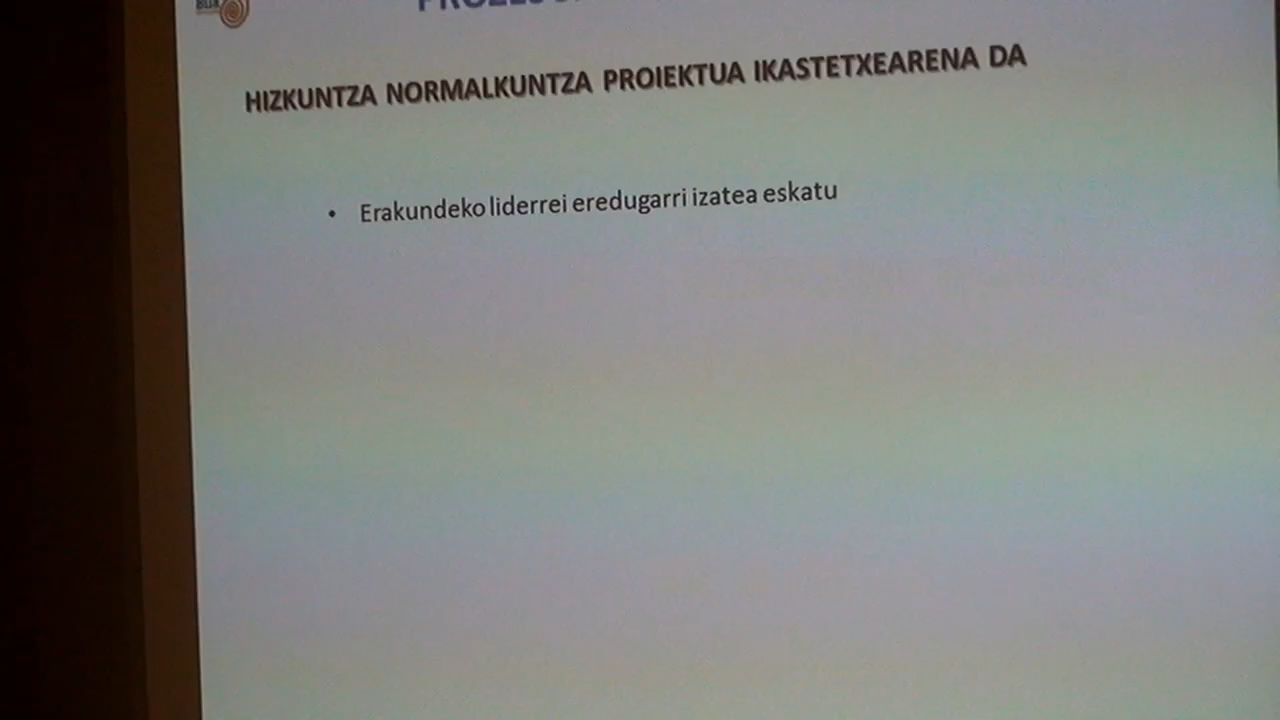 HIZKUNTZA NORMALKUNTZA PROIEKTUA IKASTETXEARENA DA
• Erakundeko liderrei eredugarri izatea eskatu